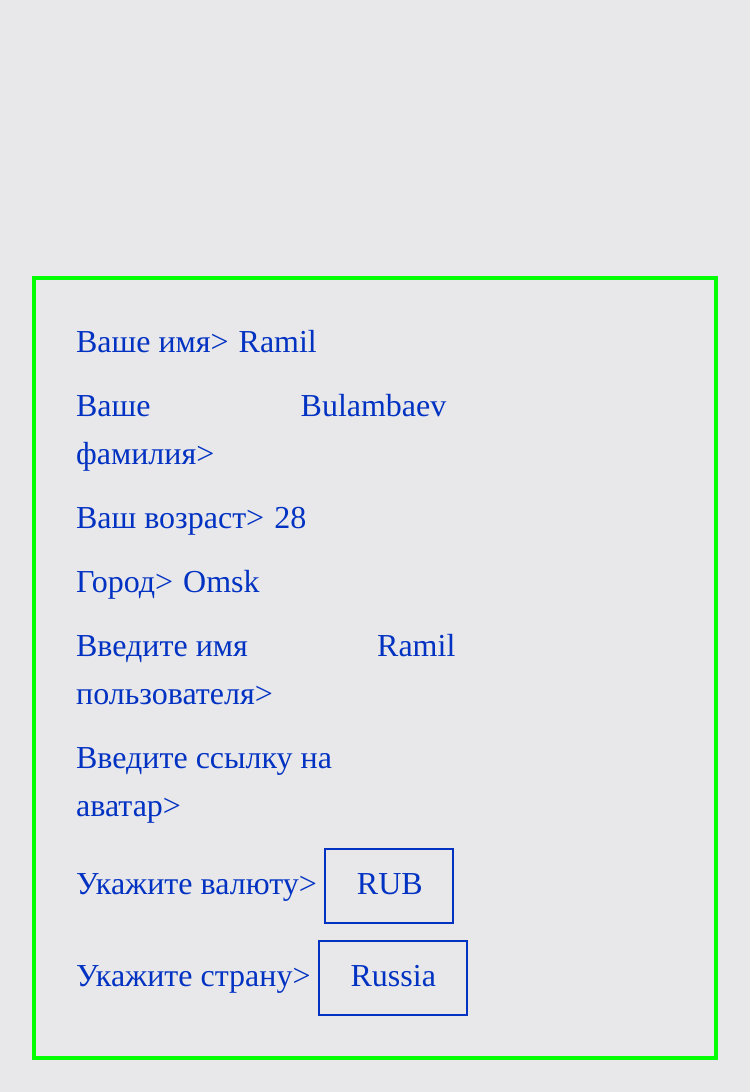 Ваше имя> Ramil
Ваше Bulambaev
фамилия>
Ваш возраст> 28
Город> Omsk
Введите имя Ramil
пользователя>
Введите ссылку на
аватар>
Укажите валюту> RUB
Укажите страну> Russia